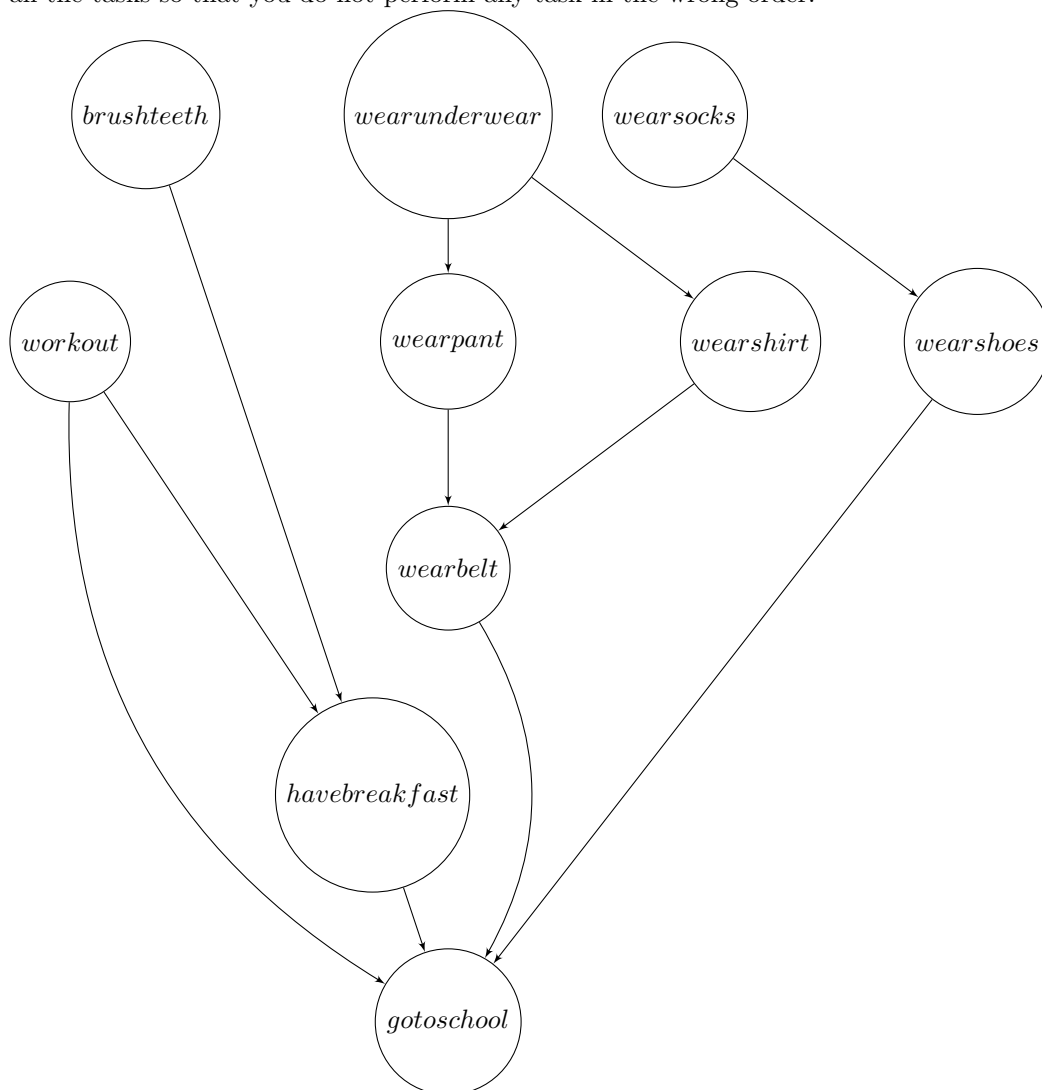 all the tasks so that you do not perform any task in the wrong order.
brushteeth
wearunderwear
wearsocks
workout
wearpant
wearshirt
wearshoes
wearbelt
havebreakfast
gotoschool